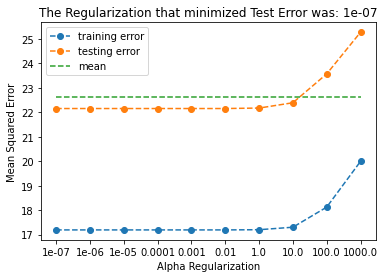 The Regularization that minimized Test Error was: 1e-07
training error
testing error
mean
Mean Squared Error
25
24
23
22
21
20
19
18
17
1e-07 1e-06 1e-05 0.0001 0.001 0.01 1.0 10.0 100.0 1000.0
Alpha Regularization